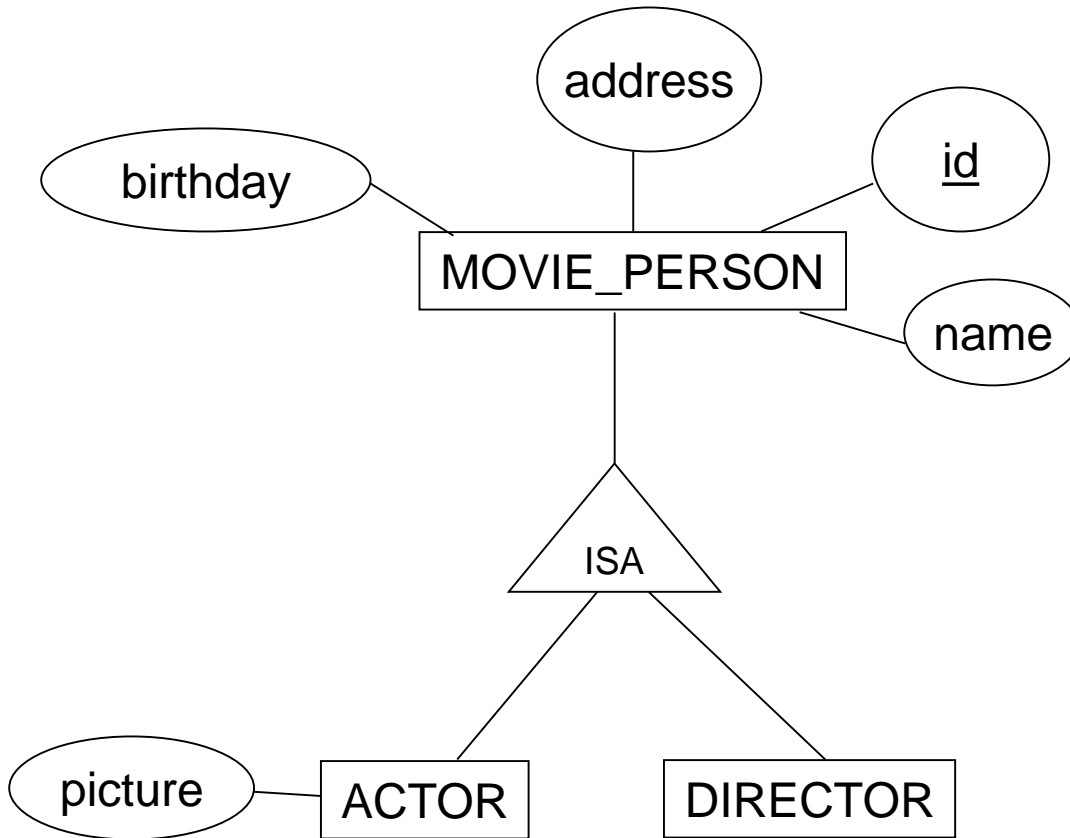 address
id
birthday
MOVIE_PERSON
name
ISA
picture
ACTOR
DIRECTOR